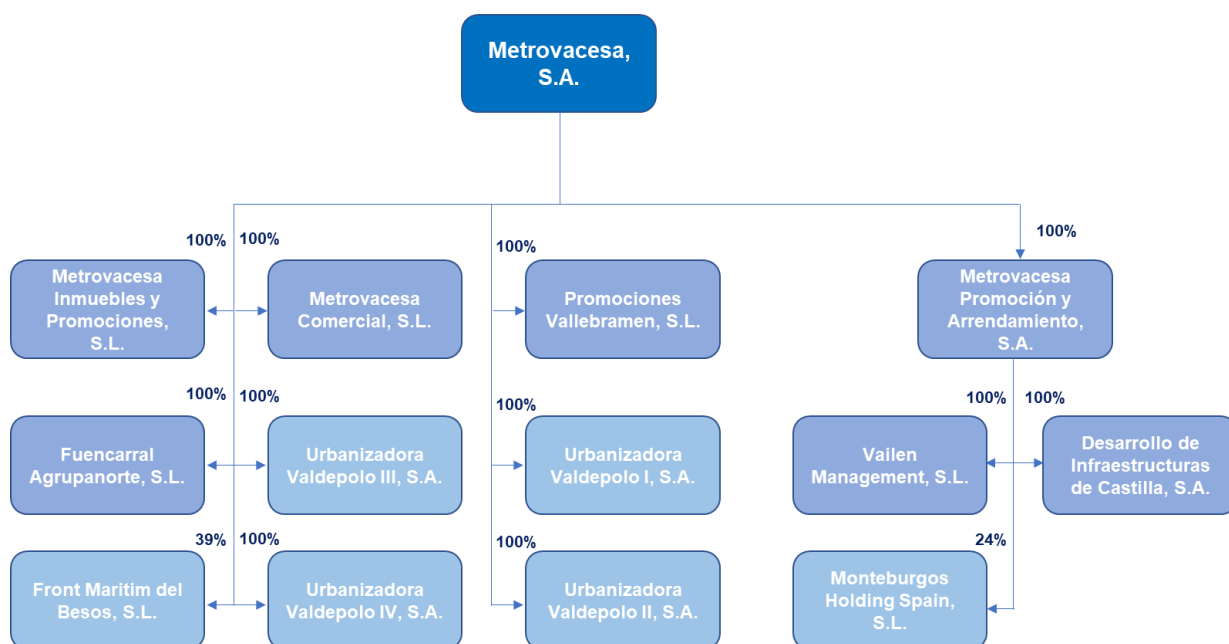 Metrovacesa,
S.A.
100%
100%
100%
100%
Metrovacesa
Inmuebles y
Promociones,
S.L.
Metrovacesa
Comercial, S.L.
Promociones
Vallebramen, S.L.
Metrovacesa
Promoción y
Arrendamiento,
S.A.
100%
100%
100%
100%
100%
Fuencarral
Agrupanorte, S.L.
Urbanizadora
Valdepolo III, S.A.
Urbanizadora
Valdepolo I, S.A.
Vailen
Management, S.L.
Desarrollo de
Infraestructuras
de Castilla, S.A.
39%
100%
100%
24%
Front Maritim del
Besos, S.L.
Urbanizadora
Valdepolo IV, S.A.
Urbanizadora
Valdepolo II, S.A.
Monteburgos
Holding Spain,
S.L.